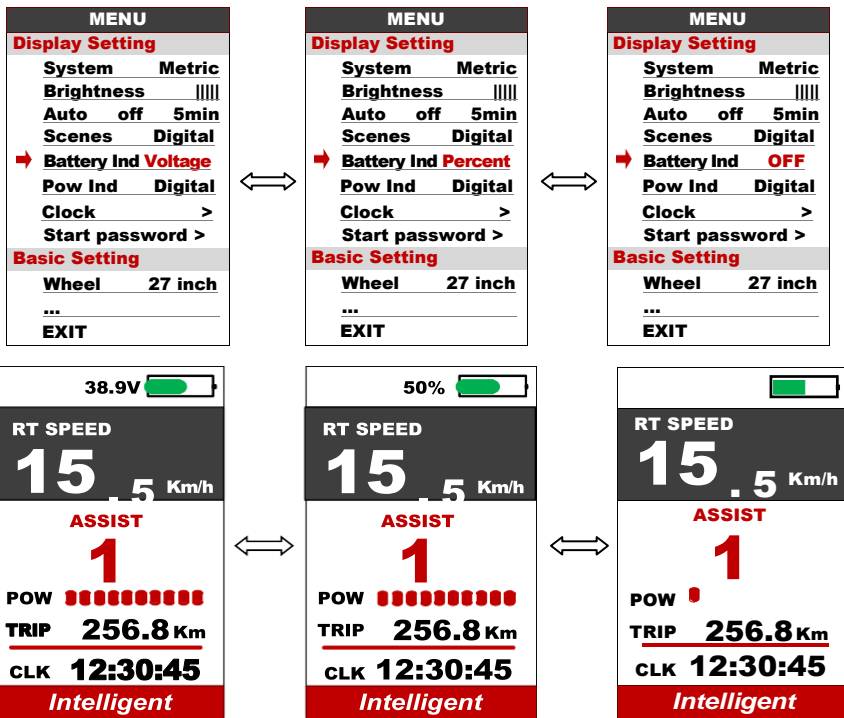 MENU
Display Setting
System Metric
Brightness |||||
Auto off 5min
Scenes Digital
Battery Ind Voltage
Pow Ind Digital
Clock >
Start password >
Basic Setting
Wheel 27 inch
...
EXIT
MENU
Display Setting
System Metric
Brightness |||||
Auto off 5min
Scenes Digital
Battery Ind Percent
Pow Ind Digital
Clock >
Start password >
Basic Setting
Wheel 27 inch
...
EXIT
MENU
Display Setting
System Metric
Brightness |||||
Auto off 5min
Scenes Digital
Battery Ind OFF
Pow Ind Digital
Clock >
Start password >
Basic Setting
Wheel 27 inch
...
EXIT
38.9V
RT SPEED
15.5 Km/h
ASSIST
1
POW
TRIP 256.8 Km
CLK 12:30:45
Intelligent
50%
RT SPEED
15.5 Km/h
ASSIST
1
POW
TRIP 256.8 Km
CLK 12:30:45
Intelligent
RT SPEED
15.5 Km/h
ASSIST
1
POW
TRIP 256.8 Km
CLK 12:30:45
Intelligent